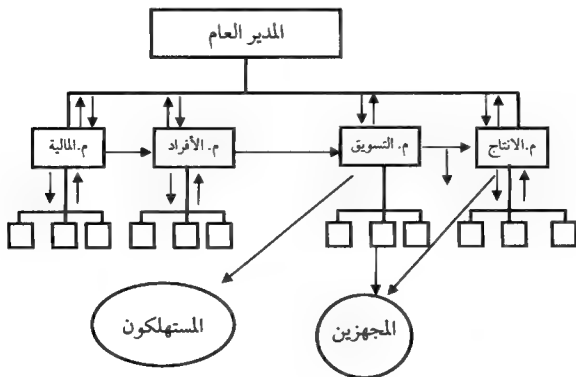 المدير العام
م.الانتاج
م. التسويق
م. الأفراد
م.المالية
المجهزين
المستهلكون